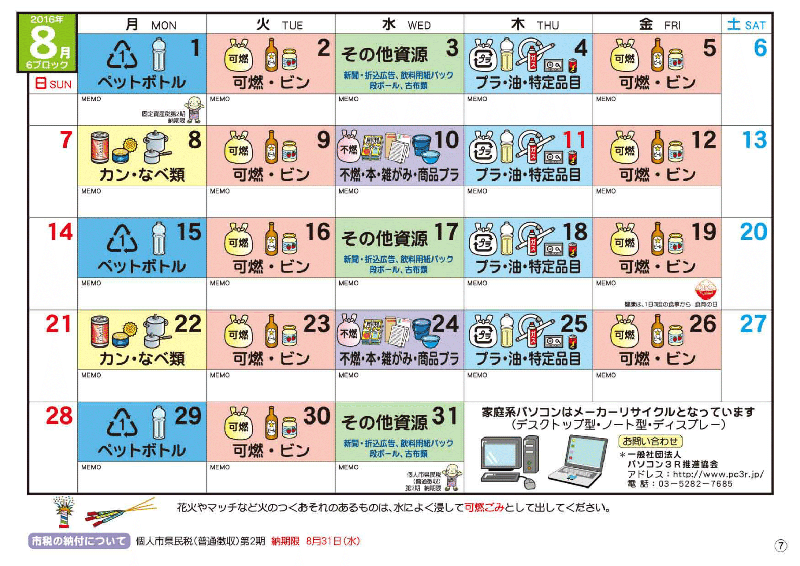 2016年
8月
6ブロック
日 SUN
月 MON
火 TUE
水 WED
木 THU
金 FRI
土 SAT
1
ペットボトル
MEMO
固定資産税第2期
納期限
2
可燃
可燃・ビン
MEMO
3
その他資源
新聞・折込広告、飲料用紙パック
段ボール、古布類
MEMO
4
プラ
プラ・油・特定品目
MEMO
5
可燃
可燃・ビン
MEMO
6
7
8
カン・なべ類
MEMO
9
可燃
可燃・ビン
MEMO
10
不燃
不燃・本・雑がみ・商品プラ
MEMO
11
プラ
プラ・油・特定品目
MEMO
12
可燃
可燃・ビン
MEMO
13
14
1
15
ペットボトル
MEMO
16
可燃
可燃・ビン
MEMO
17
その他資源
新聞・折込広告、飲料用紙パック
段ボール、古布類
MEMO
18
プラ
プラ・油・特定品目
MEMO
19
可燃
可燃・ビン
MEMO
健康は、1日3回の食事から 食育の日
20
21
22
カン・なべ類
MEMO
23
可燃
可燃・ビン
MEMO
24
不燃
不燃・本・雑がみ・商品プラ
MEMO
25
プラ
プラ・油・特定品目
MEMO
26
可燃
可燃・ビン
MEMO
27
28
1
29
ペットボトル
MEMO
30
可燃
可燃・ビン
MEMO
31
その他資源
新聞・折込広告、飲料用紙パック
段ボール、古布類
MEMO
個人市県民税
(普通徴収)
第2期 納期限
家庭系パソコンはメーカーリサイクルとなっています
(デスクトップ型・ノート型・ディスプレー)
お問い合わせ
*一般社団法人
パソコン3R推進協会
アドレス:http://www.pc3r.jp/
電話:03-5282-7685
花火やマッチなど火のつくおそれのあるものは、水によく浸して可燃ごみとして出してください。
市税の納付について 個人市県民税(普通徴収)第2期 納期限 8月31日(水)
⑦